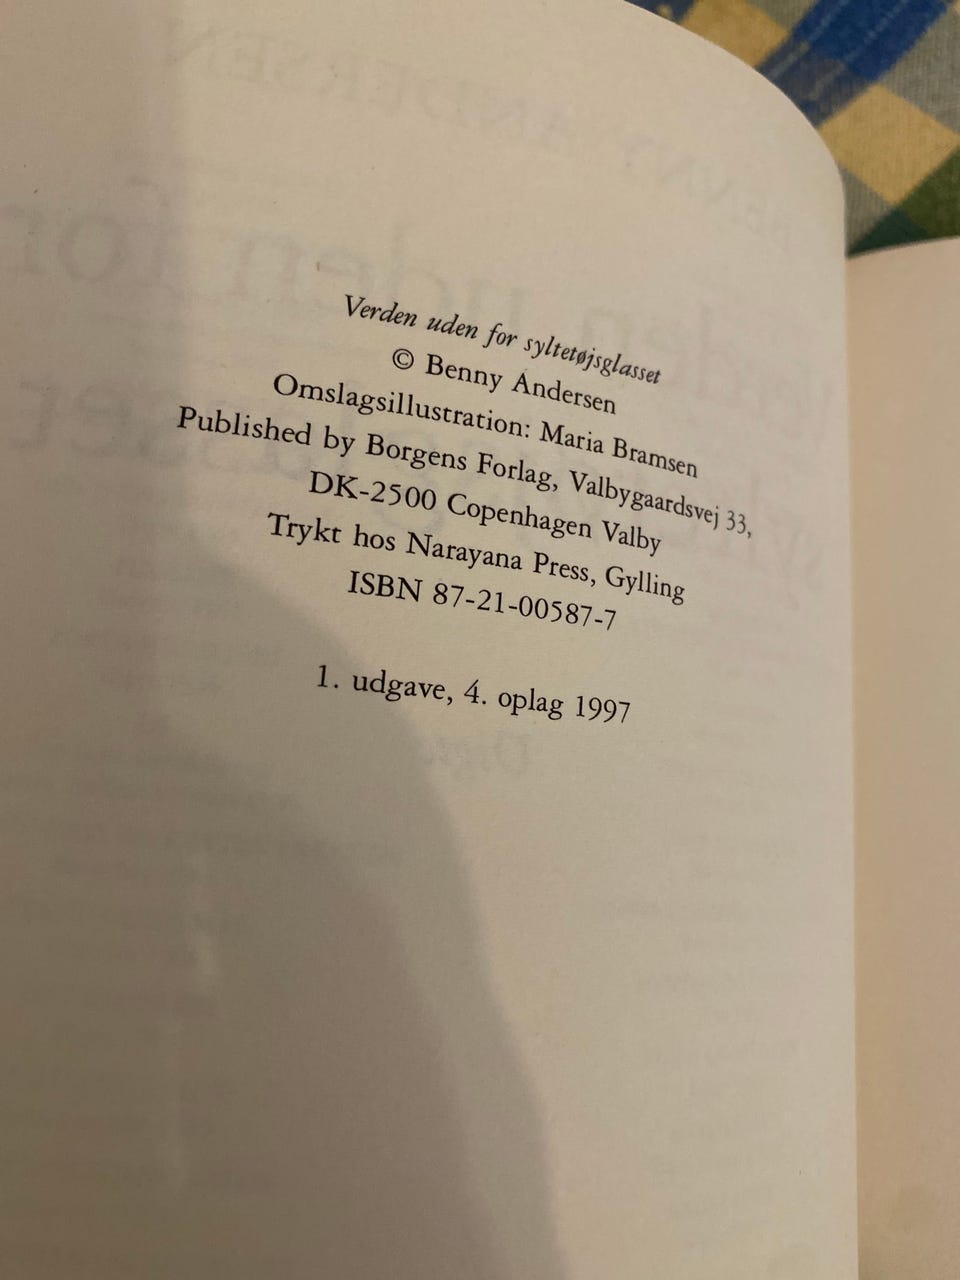 Verden uden for syltetøjsglasset
© Benny Andersen
Omslagsillustration: Maria Bramsen
Published by Borgens Forlag, Valbygaardsvej 33,
DK-2500 Copenhagen Valby
Trykt hos Narayana Press, Gylling
ISBN 87-21-00587-7
1. udgave, 4. oplag 1997